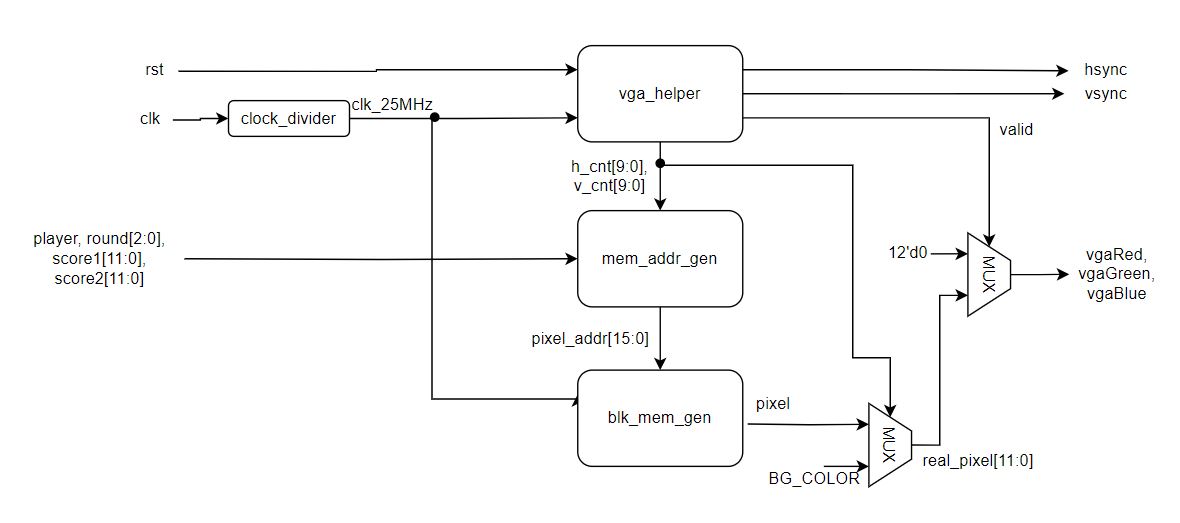 rst
vga_helper
hsync
vsync
clk
clock_divider
clk_25MHz
valid
h_cnt[9:0],
v_cnt[9:0]
player, round[2:0],
score1[11:0],
score2[11:0]
mem_addr_gen
12'd0
MUX
vgaRed,
vgaGreen,
vgaBlue
pixel_addr[15:0]
blk_mem_gen
pixel
MUX
BG_COLOR
real_pixel[11:0]